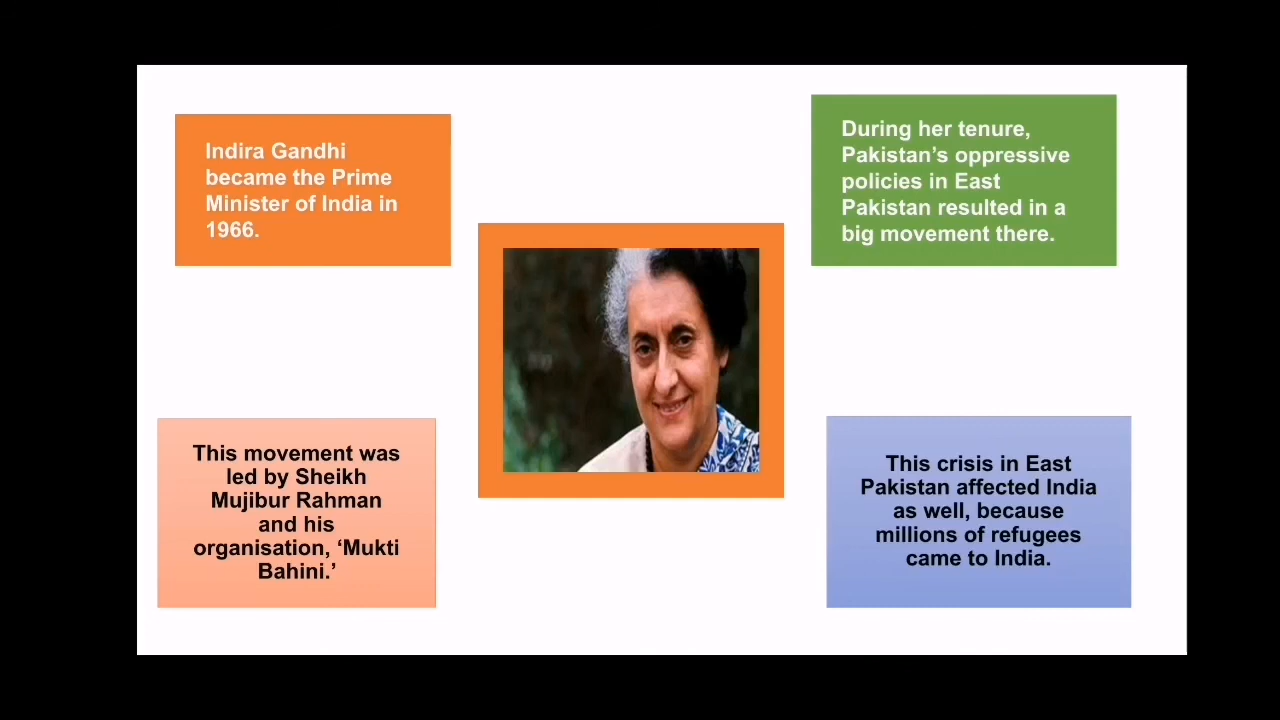 Indira Gandhi
became the Prime
Minister of India in
1966.
During her tenure,
Pakistan’s oppressive
policies in East
Pakistan resulted in a
big movement there.
This movement was
led by Sheikh
Mujibur Rahman
and his
organisation, ‘Mukti
Bahini.’
This crisis in East
Pakistan affected India
as well, because
millions of refugees
came to India.